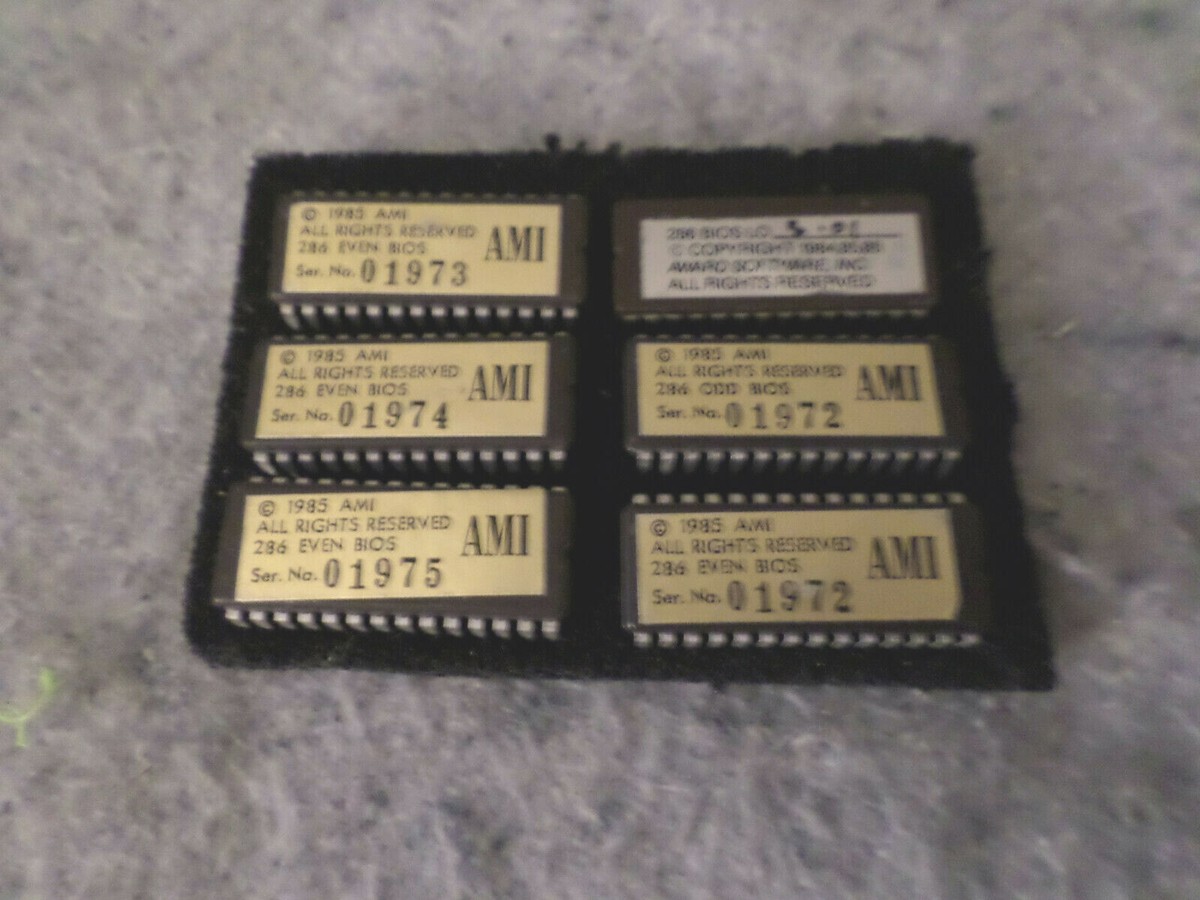 © 1985 AMI
ALL RIGHTS RESERVED
286 EVEN BIOS
Ser. No. 01973
AMI
286 BIOS LO
© COPYRIGHT
AWARD SOFTWARE, INC.
ALL RIGHTS RESERVED
© 1985 AMI
ALL RIGHTS RESERVED
286 EVEN BIOS
Ser. No. 01974
AMI
© 1985 AMI
ALL RIGHTS RESERVED
286 ODD BIOS
Ser. No. 01972
AMI
© 1985 AMI
ALL RIGHTS RESERVED
286 EVEN BIOS
Ser. No. 01975
AMI
© 1985 AMI
ALL RIGHTS RESERVED
286 EVEN BIOS
Ser. No. 01972
AMI